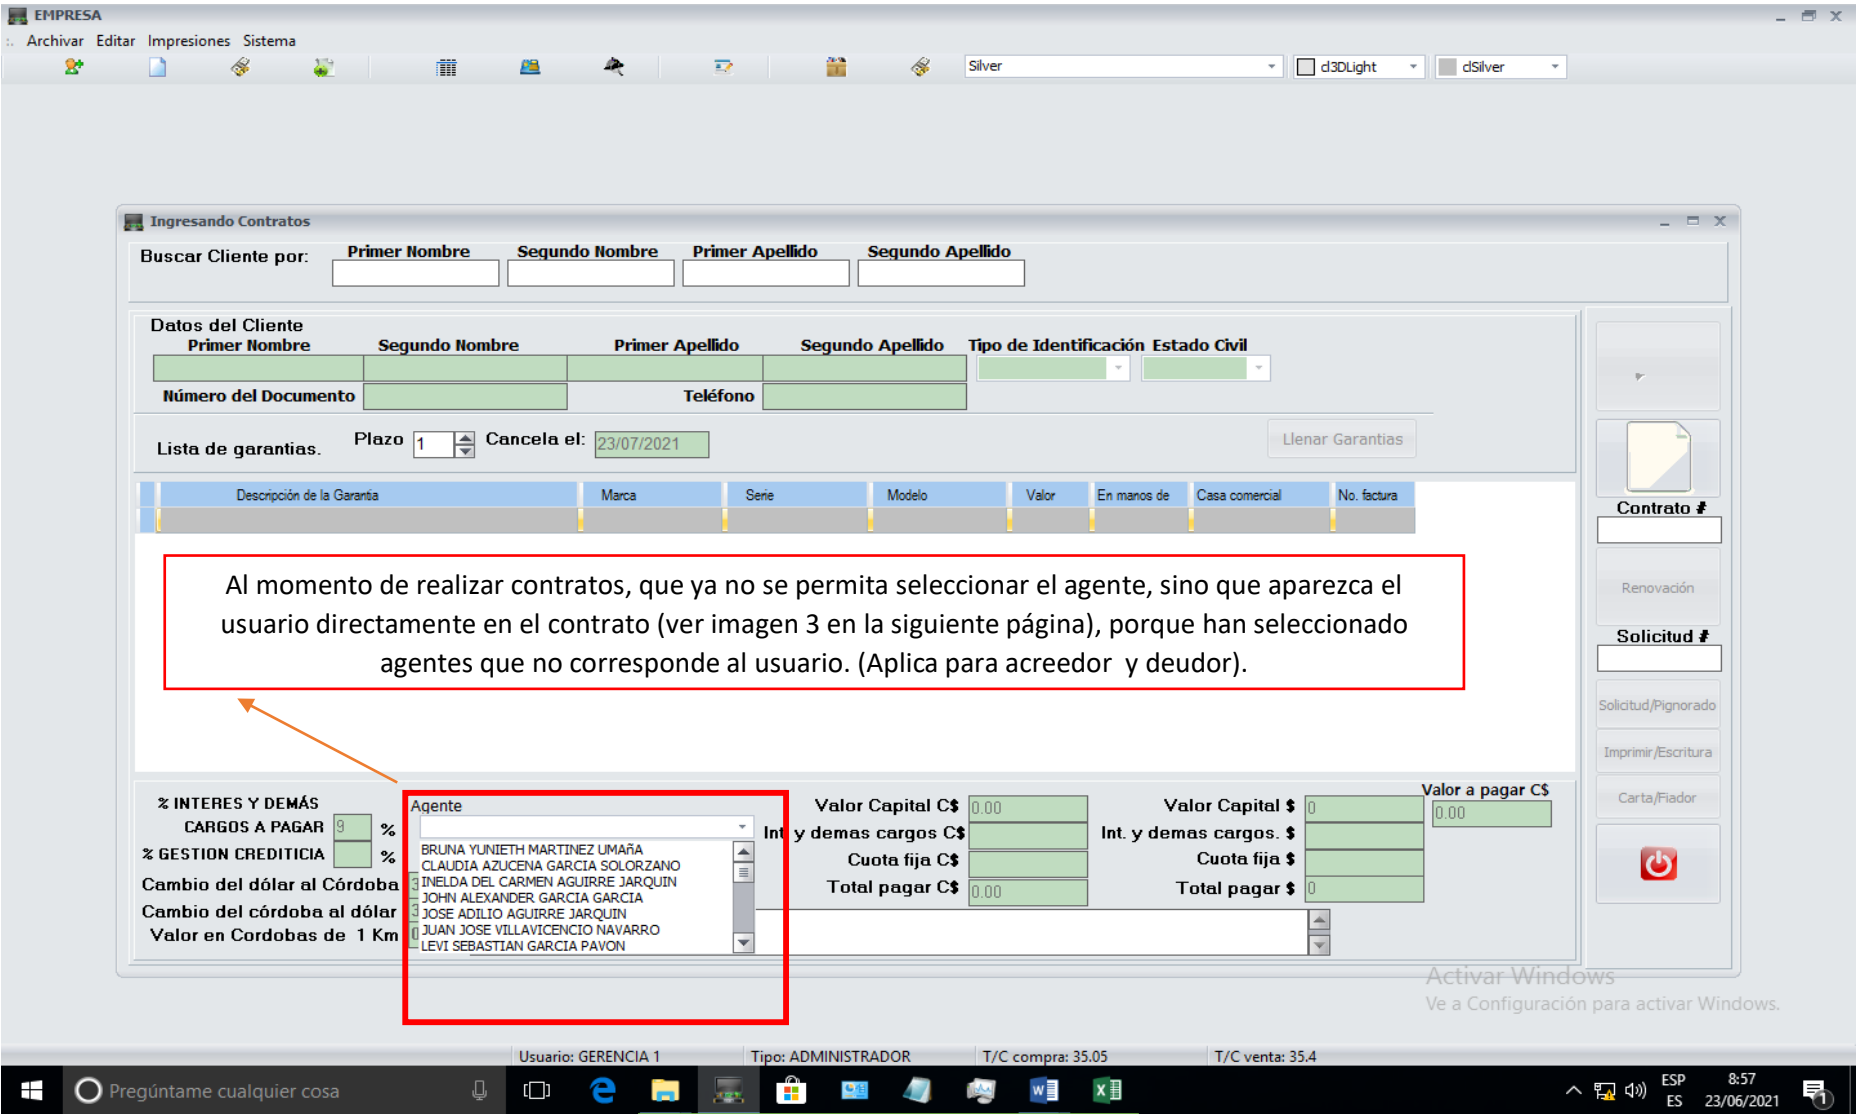 EMPRESA
Archivar Editar Impresiones Sistema
Silver
cl3DLight
clSilver
Ingresando Contratos
Buscar Cliente por:
Primer Nombre Segundo Nombre Primer Apellido Segundo Apellido
Datos del Cliente
Primer Nombre Segundo Nombre Primer Apellido Segundo Apellido Tipo de Identificación Estado Civil
Número del Documento Teléfono
Lista de garantias. Plazo 1 Cancela el: 23/07/2021 Llenar Garantias
Descripción de la Garantia Marca Serie Modelo Valor En manos de Casa comercial No. factura
Contrato #
Al momento de realizar contratos, que ya no se permita seleccionar el agente, sino que aparezca el
usuario directamente en el contrato (ver imagen 3 en la siguiente página), porque han seleccionado
agentes que no corresponde al usuario. (Aplica para acreedor y deudor).
Renovación
Solicitud #
Solicitud/Pignorado
Imprimir/Escritura
Carta/Fiador
% INTERES Y DEMÁS
CARGOS A PAGAR 9 %
% GESTION CREDITICIA %
Cambio del dólar al Córdoba 3
Cambio del córdoba al dólar 3
Valor en Cordobas de 1 Km 0
Agente
BRUNA YUNIETH MARTINEZ UMAñA
CLAUDIA AZUCENA GARCIA SOLORZANO
INELDA DEL CARMEN AGUIRRE JARQUIN
JOHN ALEXANDER GARCIA GARCIA
JOSE ADILIO AGUIRRE JARQUIN
JUAN JOSE VILLAVICENCIO NAVARRO
LEVI SEBASTIAN GARCIA PAVON
Valor Capital C$ 0.00
Int. y demas cargos C$
Cuota fija C$
Total pagar C$ 0.00
Valor Capital $ 0
Int. y demas cargos. $
Cuota fija $
Total pagar $ 0
Valor a pagar C$
0.00
Activar Windows
Ve a Configuración para activar Windows.
Usuario: GERENCIA 1 Tipo: ADMINISTRADOR T/C compra: 35.05 T/C venta: 35.4
Pregúntame cualquier cosa
ESP
ES
8:57
23/06/2021
1